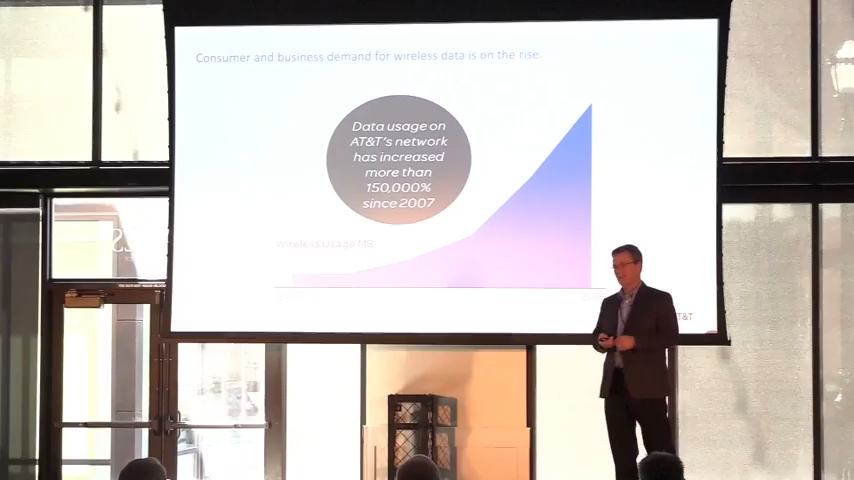 Consumer and business demand for wireless data is on the rise.
Data usage on
AT&T's network
has increased
more than
150,000%
since 2007
Wireless Usage MB
T&T